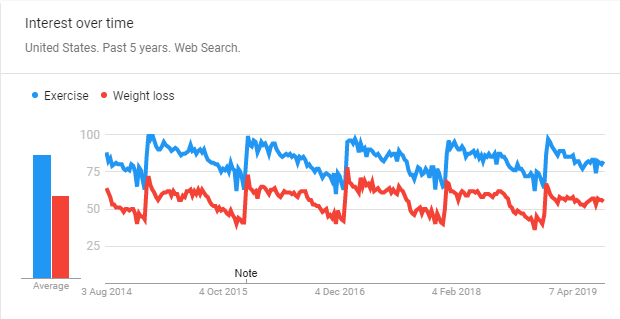 Interest over time
United States. Past 5 years. Web Search.
Exercise Weight loss
100
75
50
25
Note
Average 3 Aug 2014 4 Oct 2015 4 Dec 2016 4 Feb 2018 7 Apr 2019